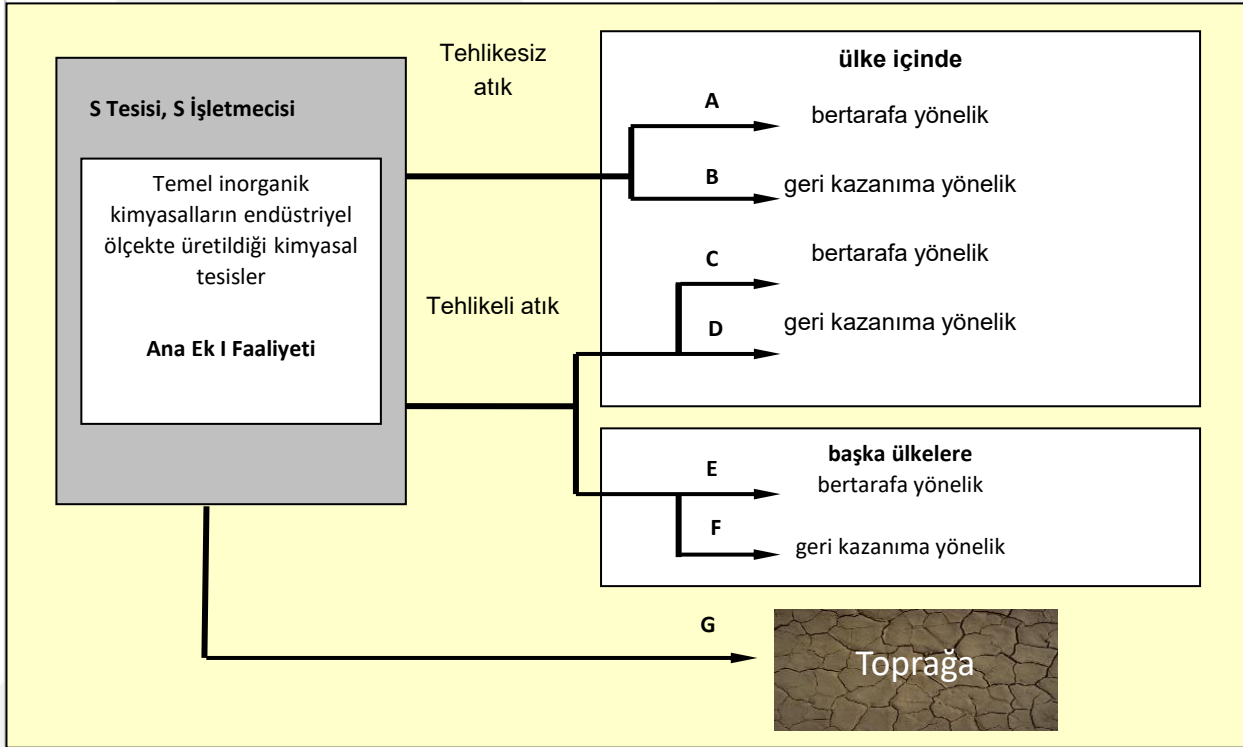 S Tesisi, S İşletmecisi
Temel inorganik
kimyasalların endüstriyel
ölçekte üretildiği kimyasal
tesisler
Ana Ek I Faaliyeti
Tehlikesiz
atık
Tehlikeli atık
ülke içinde
A
bertarafa yönelik
B
geri kazanıma yönelik
C
bertarafa yönelik
D
geri kazanıma yönelik
başka ülkelere
E
bertarafa yönelik
F
geri kazanıma yönelik
G
Toprağa